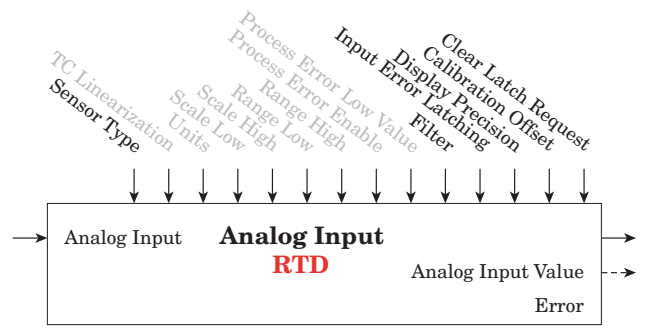 Sensor Type
TC Linearization
Units
Scale Low
Scale High
Range Low
Range High
Process Error Enable
Process Error Low Value
Filter
Input Error Latching
Display Precision
Calibration Offset
Clear Latch Request
Analog Input
Analog Input
RTD
Analog Input Value
Error